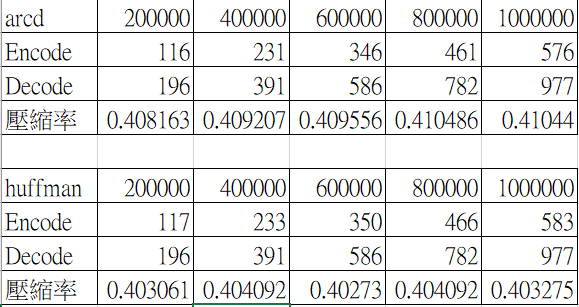 arcd 200000 400000 600000 800000 1000000
Encode 116 231 346 461 576
Decode 196 391 586 782 977
壓縮率 0.408163 0.409207 0.409556 0.410486 0.41044
huffman 200000 400000 600000 800000 1000000
Encode 117 233 350 466 583
Decode 196 391 586 782 977
壓縮率 0.403061 0.404092 0.40273 0.404092 0.403275